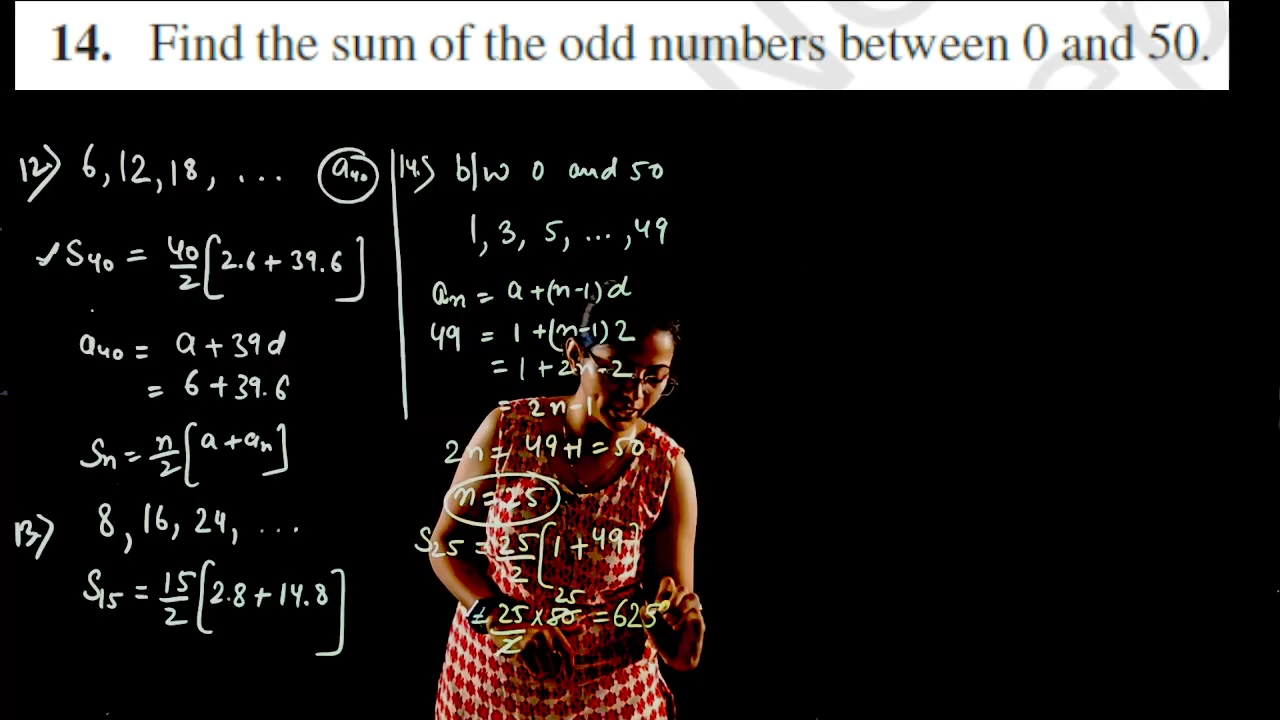 14. Find the sum of the odd numbers between 0 and 50.
12) 6, 12, 18, ... a40
S40 = 40/2 [2.6 + 39.6]
a40 = a + 39d
= 6 + 39.6
Sn = n/2 [a + an]
13) 8, 16, 24, ...
S15 = 15/2 [2.8 + 14.8]
14) b/w 0 and 50
1, 3, 5, ..., 49
an = a + (n-1)d
49 = 1 + (n-1)2
= 1 + 2n - 2
= 2n - 1
2n = 49 + 1 = 50
n = 25
S25 = 25/2 [1 + 49]
= 25/2 × 50 25 = 625